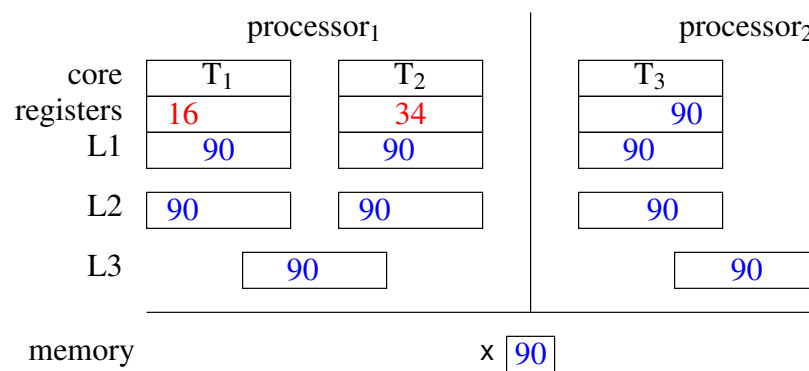 processor₁ processor₂
core T₁ T₂ T₃
registers 16 34 90
L1 90 90 90
L2 90 90 90
L3 90 90
memory x 90